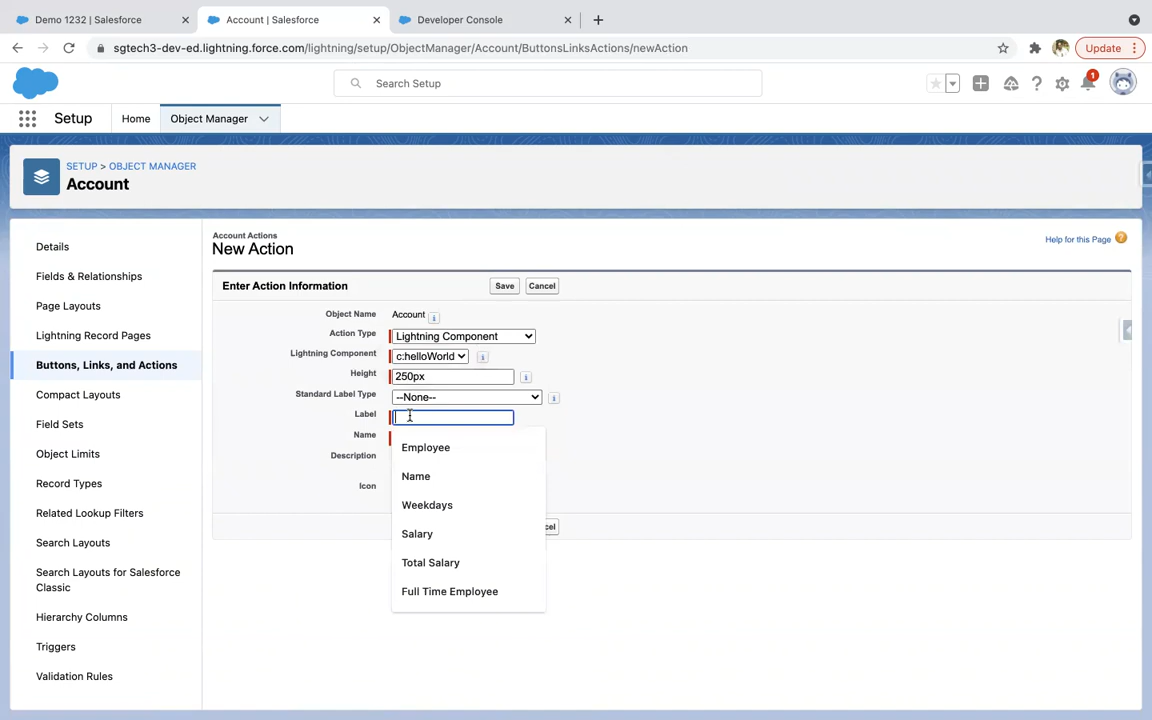 Demo 1232 | Salesforce
Account | Salesforce
Developer Console
sgtech3-dev-ed.lightning.force.com/lightning/setup/ObjectManager/Account/ButtonsLinksActions/newAction
Update
Search Setup
1
Setup
Home
Object Manager
SETUP > OBJECT MANAGER
Account
Details
Fields & Relationships
Page Layouts
Lightning Record Pages
Buttons, Links, and Actions
Compact Layouts
Field Sets
Object Limits
Record Types
Related Lookup Filters
Search Layouts
Search Layouts for Salesforce
Classic
Hierarchy Columns
Triggers
Validation Rules
Account Actions
New Action
Help for this Page
Enter Action Information
Save
Cancel
Object Name Account
Action Type Lightning Component
Lightning Component c:helloWorld
Height 250px
Standard Label Type --None--
Label
Name
Description
Icon
Employee
Name
Weekdays
Salary
Total Salary
Full Time Employee
cel